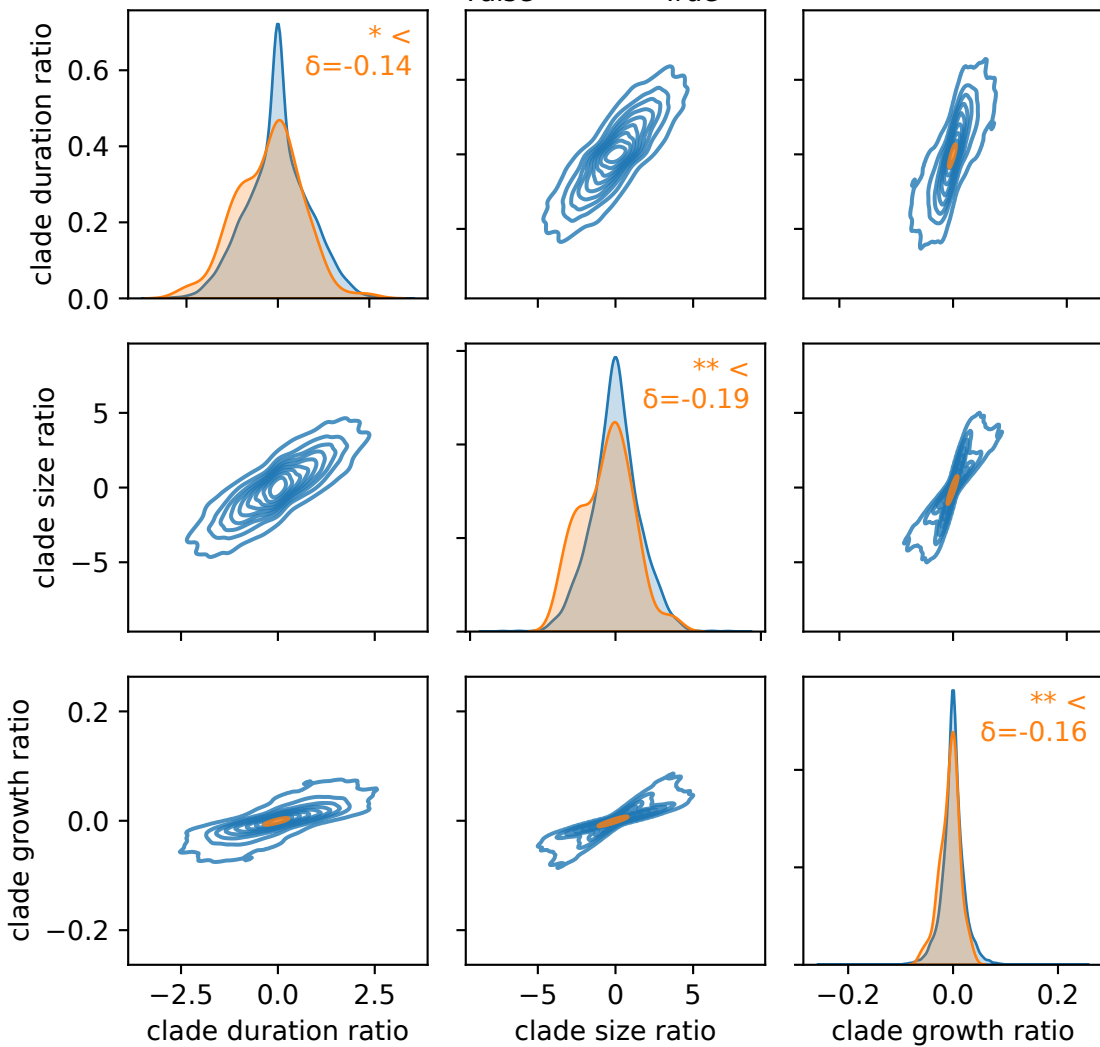 clade duration ratio
0.6
0.4
0.2
0.0
* <
δ=-0.14
clade size ratio
5
0
−5
** <
δ=-0.19
clade growth ratio
0.2
0.0
−0.2
** <
δ=-0.16
−2.5 0.0 2.5
−5 0 5
−0.2 0.0 0.2
clade duration ratio
clade size ratio
clade growth ratio